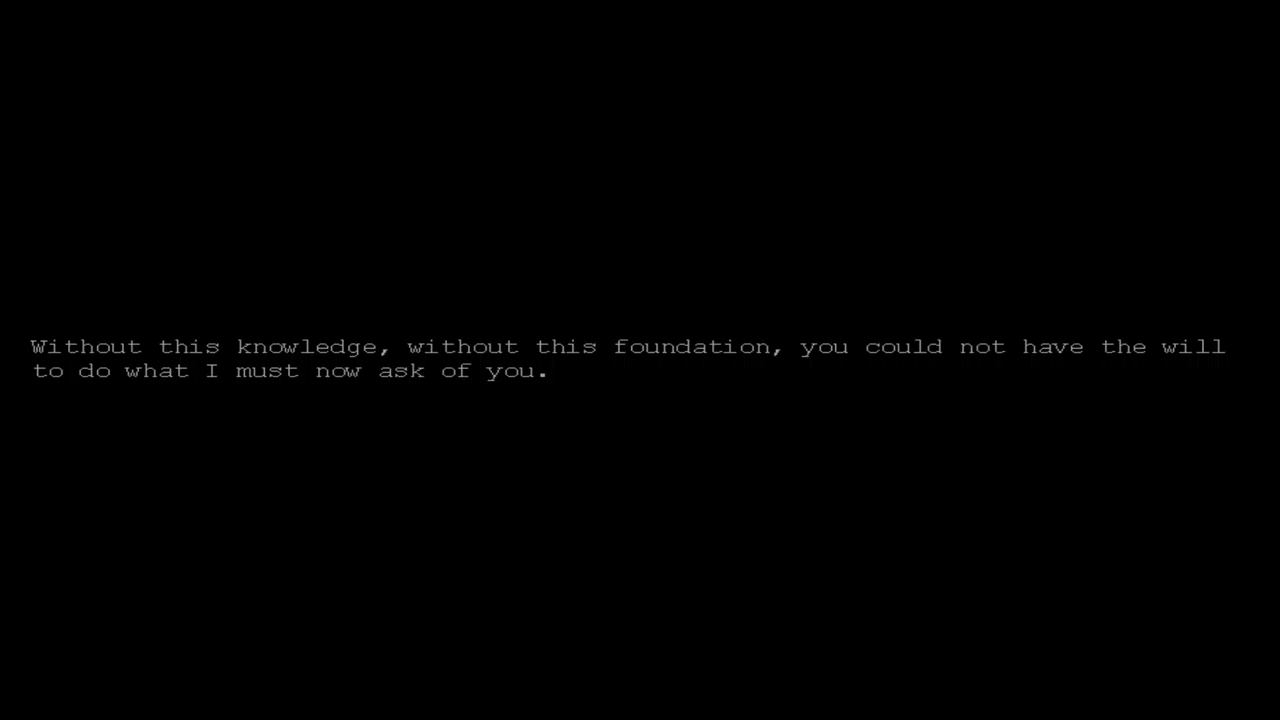 Without this knowledge, without this foundation, you could not have the will
to do what I must now ask of you.